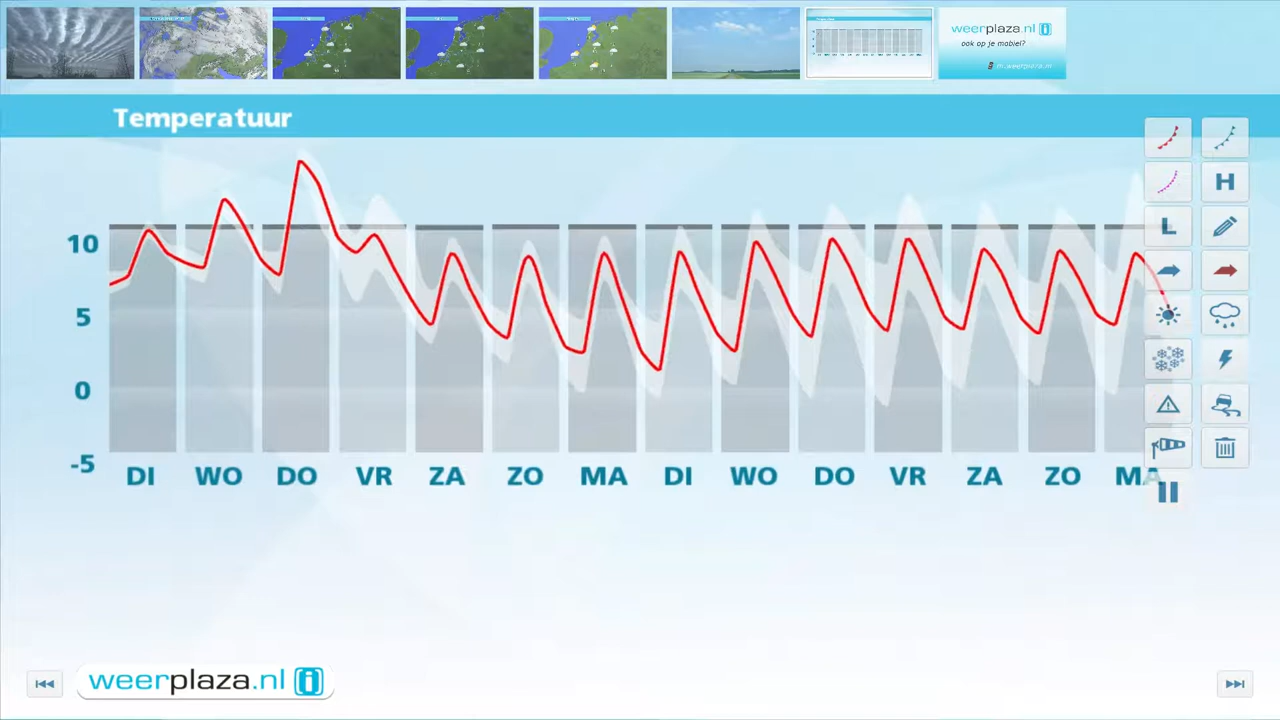 weerplaza.nl
ook op je mobiel?
m.weerplaza.nl
Temperatuur
H
L
10
5
0
-5
DI WO DO VR ZA ZO MA DI WO DO VR ZA ZO MA
weerplaza.nl